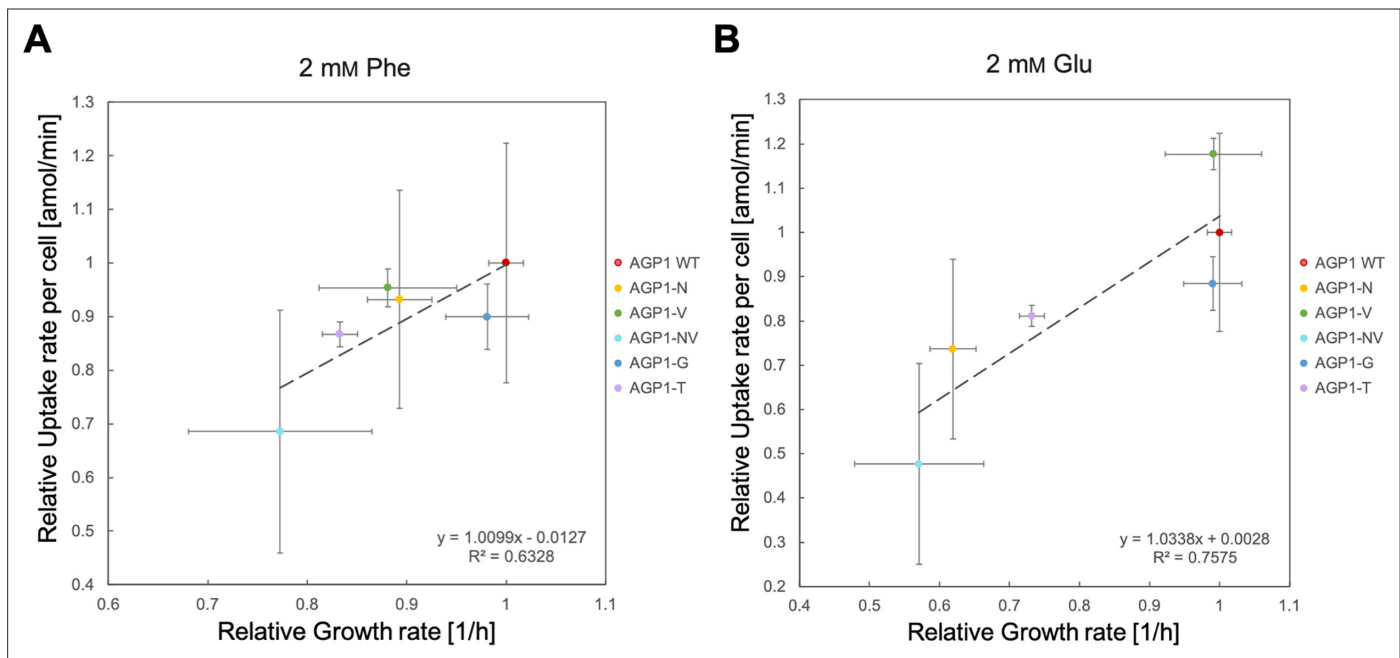 A
2 mM Phe
Relative Uptake rate per cell [amol/min]
1.3
1.2
1.1
1
0.9
0.8
0.7
0.6
0.5
0.4
0.6 0.7 0.8 0.9 1 1.1
Relative Growth rate [1/h]
y = 1.0099x - 0.0127
R² = 0.6328
AGP1 WT
AGP1-N
AGP1-V
AGP1-NV
AGP1-G
AGP1-T
B
2 mM Glu
Relative Uptake rate per cell [amol/min]
1.3
1.2
1.1
1
0.9
0.8
0.7
0.6
0.5
0.4
0.3
0.2
0.4 0.5 0.6 0.7 0.8 0.9 1 1.1
Relative Growth rate [1/h]
y = 1.0338x + 0.0028
R² = 0.7575
AGP1 WT
AGP1-N
AGP1-V
AGP1-NV
AGP1-G
AGP1-T